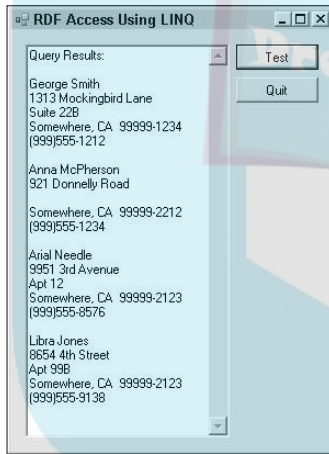 RDF Access Using LINQ
Test
Quit
Query Results:
George Smith
1313 Mockingbird Lane
Suite 22B
Somewhere, CA 99999-1234
(999)555-1212
Anna McPherson
921 Donnelly Road
Somewhere, CA 99999-2212
(999)555-1234
Arial Needle
9951 3rd Avenue
Apt 12
Somewhere, CA 99999-2123
(999)555-8576
Libra Jones
8654 4th Street
Apt 99B
Somewhere, CA 99999-2123
(999)555-9138